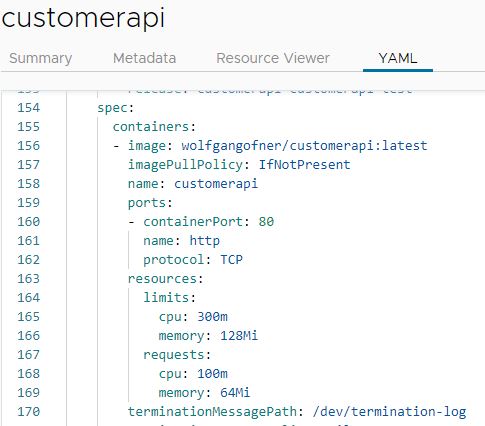 customerapi
Summary Metadata Resource Viewer YAML
154 spec:
155 containers:
156 - image: wolfgangofner/customerapi:latest
157 imagePullPolicy: IfNotPresent
158 name: customerapi
159 ports:
160 - containerPort: 80
161 name: http
162 protocol: TCP
163 resources:
164 limits:
165 cpu: 300m
166 memory: 128Mi
167 requests:
168 cpu: 100m
169 memory: 64Mi
170 terminationMessagePath: /dev/termination-log